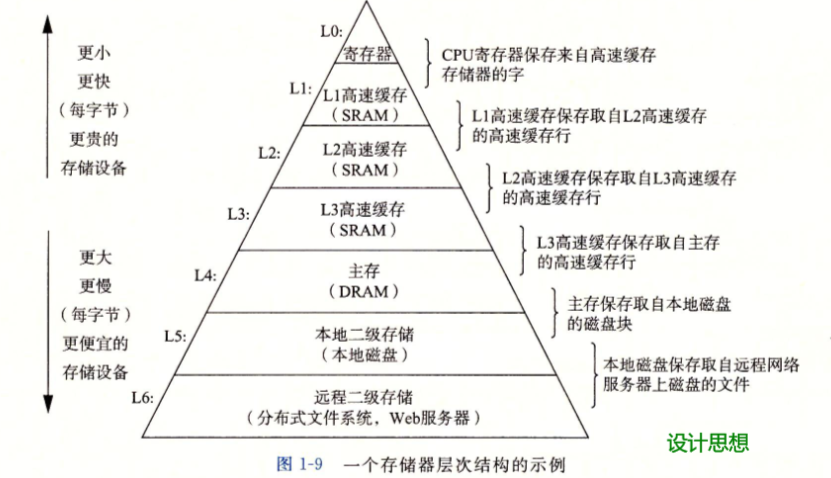 更小
更快
（每字节）
更贵的
存储设备
更大
更慢
（每字节）
更便宜的
存储设备
L0:
寄存器
CPU寄存器保存来自高速缓存
存储器的字
L1:
L1高速缓存
（SRAM）
L1高速缓存保存取自L2高速缓存
的高速缓存行
L2:
L2高速缓存
（SRAM）
L2高速缓存保存取自L3高速缓存
的高速缓存行
L3:
L3高速缓存
（SRAM）
L3高速缓存保存取自主存
的高速缓存行
L4:
主存
（DRAM）
主存保存取自本地磁盘
的磁盘块
L5:
本地二级存储
（本地磁盘）
本地磁盘保存取自远程网络
服务器上磁盘的文件
L6:
远程二级存储
（分布式文件系统，Web服务器）
设计思想
图 1-9 一个存储器层次结构的示例